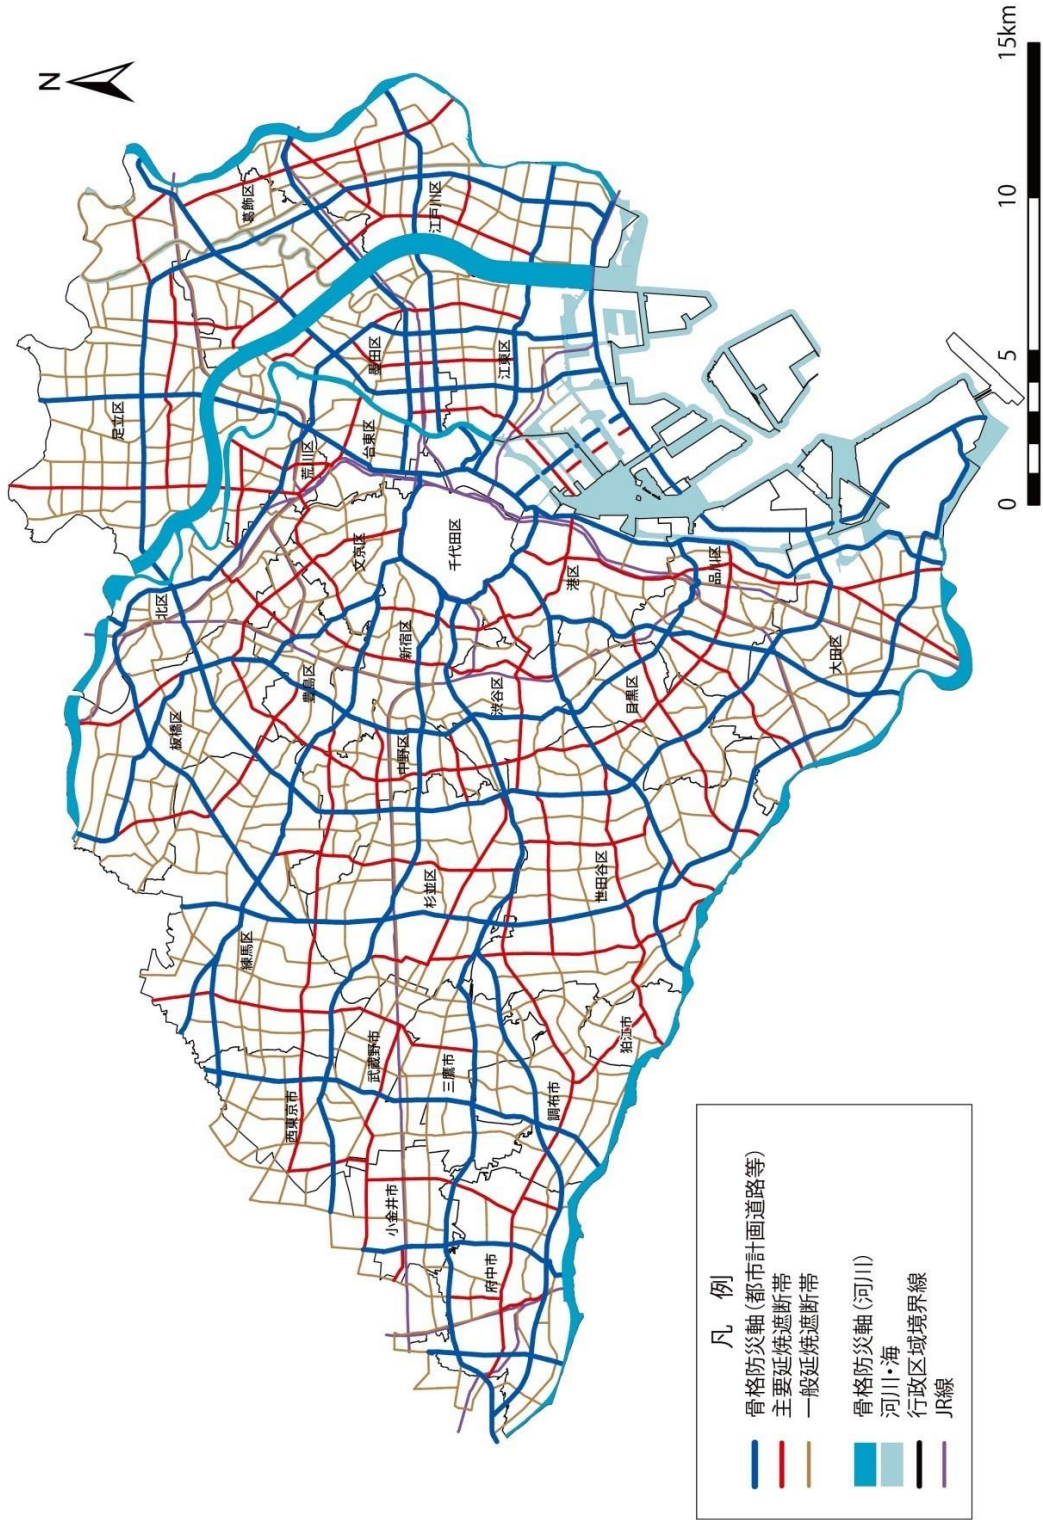 N
足立区
葛飾区
北区
荒川区
板橋区
豊島区
文京区
台東区
墨田区
江戸川区
練馬区
中野区
新宿区
千代田区
江東区
西東京市
武蔵野市
杉並区
渋谷区
港区
小金井市
三鷹市
世田谷区
目黒区
品川区
府中市
調布市
狛江市
大田区
凡 例
骨格防災軸(都市計画道路等)
主要延焼遮断帯
一般延焼遮断帯
骨格防災軸(河川)
河川・海
行政区域境界線
JR線
0 5 10 15km